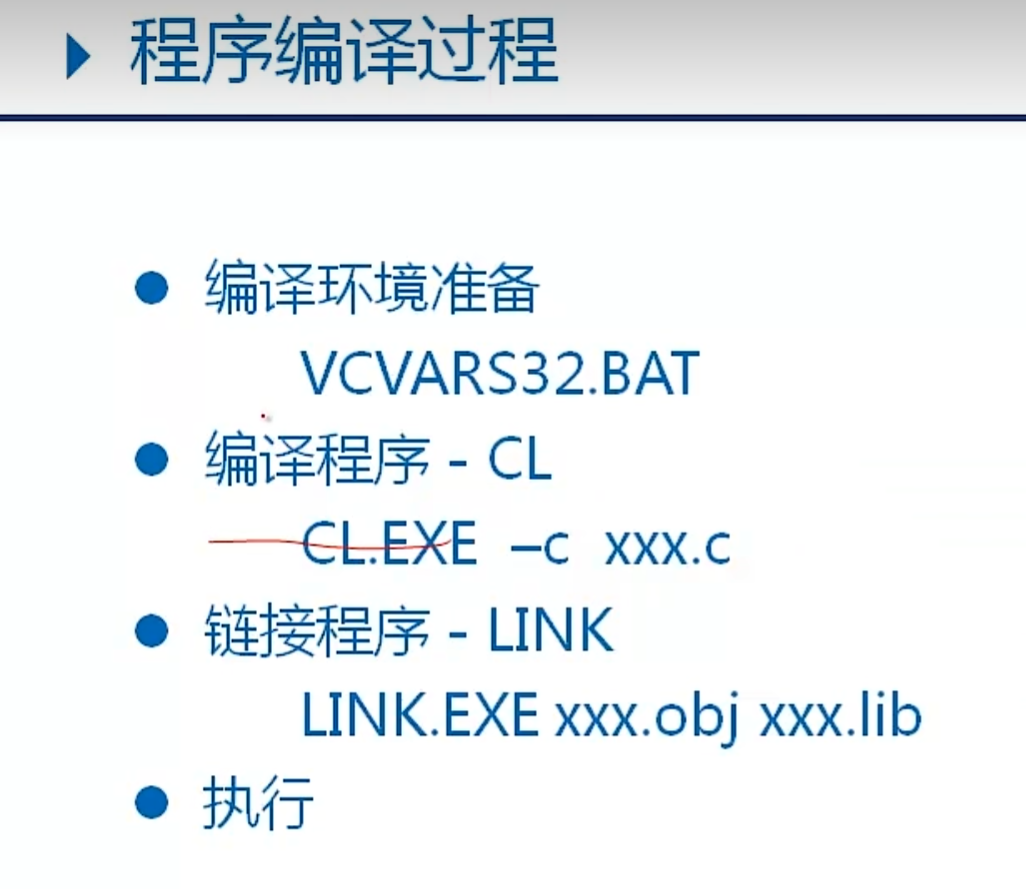 程序编译过程
编译环境准备
VCVARS32.BAT
编译程序 - CL
CL.EXE –c xxx.c
链接程序 - LINK
LINK.EXE xxx.obj xxx.lib
执行